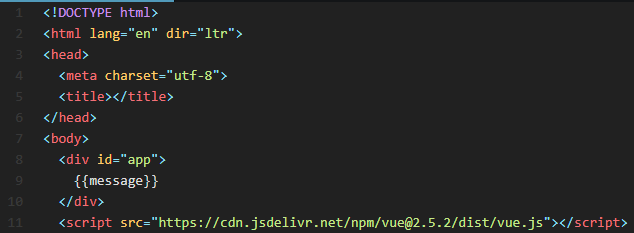 1 <!DOCTYPE html>
2 <html lang="en" dir="ltr">
3 <head>
4 <meta charset="utf-8">
5 <title></title>
6 </head>
7 <body>
8 <div id="app">
9 {{message}}
10 </div>
11 <script src="https://cdn.jsdelivr.net/npm/vue@2.5.2/dist/vue.js"></script>